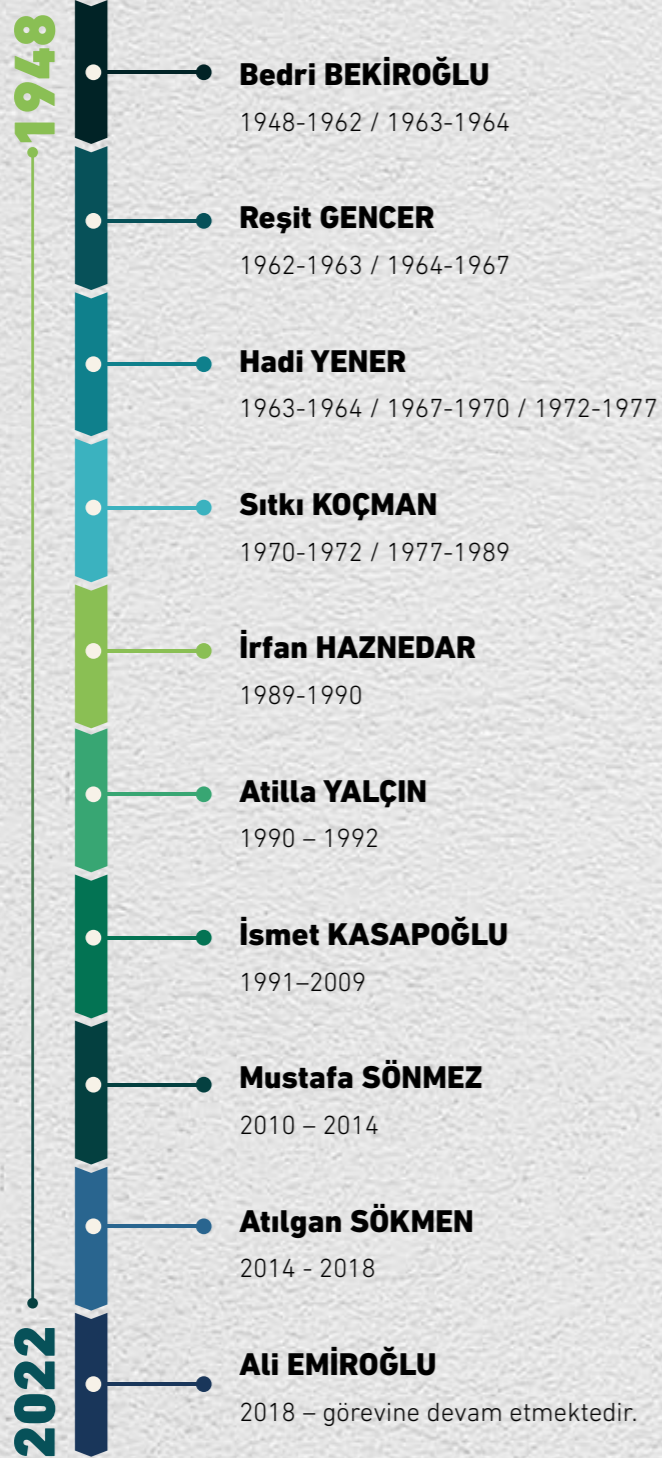 1948
Bedri BEKİROĞLU
1948-1962 / 1963-1964
Reşit GENCER
1962-1963 / 1964-1967
Hadi YENER
1963-1964 / 1967-1970 / 1972-1977
Sıtkı KOÇMAN
1970-1972 / 1977-1989
İrfan HAZNEDAR
1989-1990
Atilla YALÇIN
1990 – 1992
İsmet KASAPOĞLU
1991–2009
Mustafa SÖNMEZ
2010 – 2014
Atılgan SÖKMEN
2014 - 2018
Ali EMİROĞLU
2018 – görevine devam etmektedir.
2022